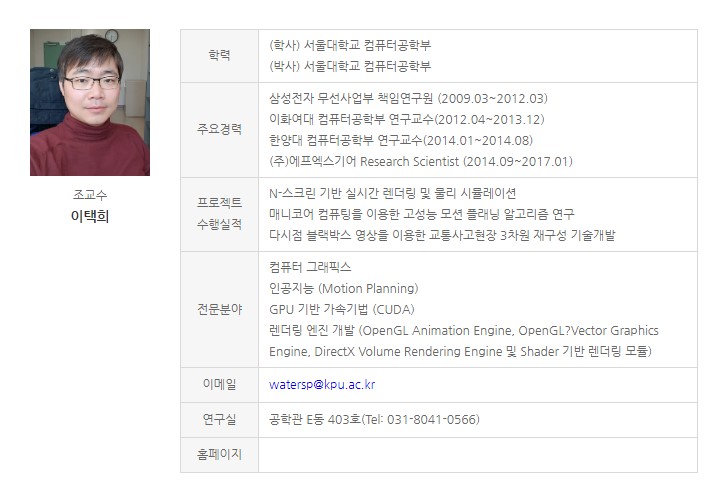 조교수
이택희
학력
(학사) 서울대학교 컴퓨터공학부
(박사) 서울대학교 컴퓨터공학부
주요경력
삼성전자 무선사업부 책임연구원 (2009.03~2012.03)
이화여대 컴퓨터공학부 연구교수(2012.04~2013.12)
한양대 컴퓨터공학부 연구교수(2014.01~2014.08)
(주)에프엑스기어 Research Scientist (2014.09~2017.01)
프로젝트
수행실적
N-스크린 기반 실시간 렌더링 및 물리 시뮬레이션
매니코어 컴퓨팅을 이용한 고성능 모션 플래닝 알고리즘 연구
다시점 블랙박스 영상을 이용한 교통사고현장 3차원 재구성 기술개발
전문분야
컴퓨터 그래픽스
인공지능 (Motion Planning)
GPU 기반 가속기법 (CUDA)
렌더링 엔진 개발 (OpenGL Animation Engine, OpenGL?Vector Graphics
Engine, DirectX Volume Rendering Engine 및 Shader 기반 렌더링 모듈)
이메일
watersp@kpu.ac.kr
연구실
공학관 E동 403호(Tel: 031-8041-0566)
홈페이지